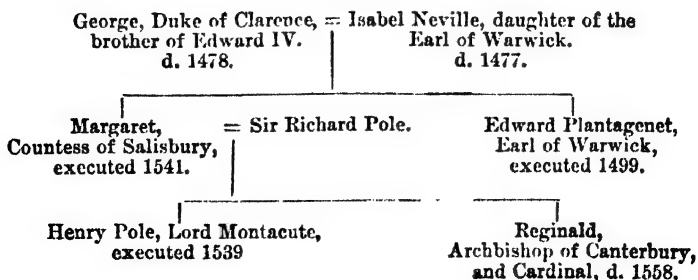 George, Duke of Clarence, = Isabel Neville, daughter of the
brother of Edward IV. Earl of Warwick.
d. 1478. d. 1477.
Margaret, = Sir Richard Pole. Edward Plantagenet,
Countess of Salisbury, Earl of Warwick,
executed 1541. executed 1499.
Henry Pole, Lord Montacute, Reginald,
executed 1539 Archbishop of Canterbury,
and Cardinal, d. 1558.